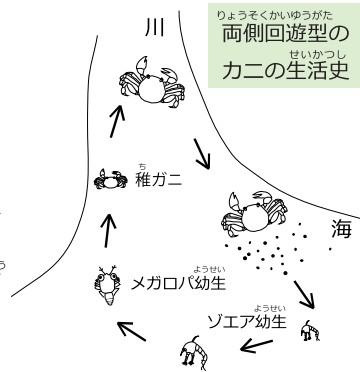 りょうそくかいゆうがた
両側回遊型の
せいかつし
カニの生活史
川
ち
稚ガニ
海
ようせい
メガロパ幼生
ようせい
ゾエア幼生
う